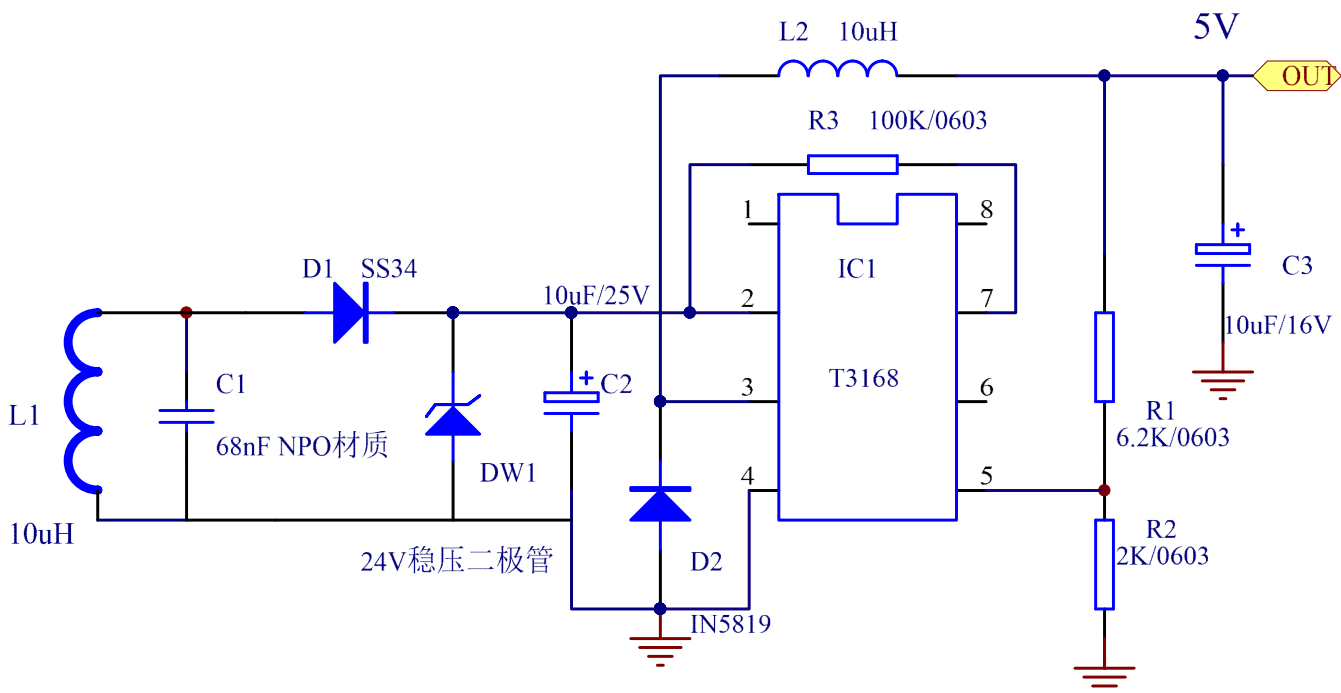 L2 10uH
5V
OUT
R3 100K/0603
1
8
D1 SS34
IC1
C3
10uF/25V
2
7
10uF/16V
C1
C2
T3168
3
6
L1
R1
68nF NPO材质
6.2K/0603
DW1
4
5
10uH
R2
24V稳压二极管
D2
2K/0603
IN5819